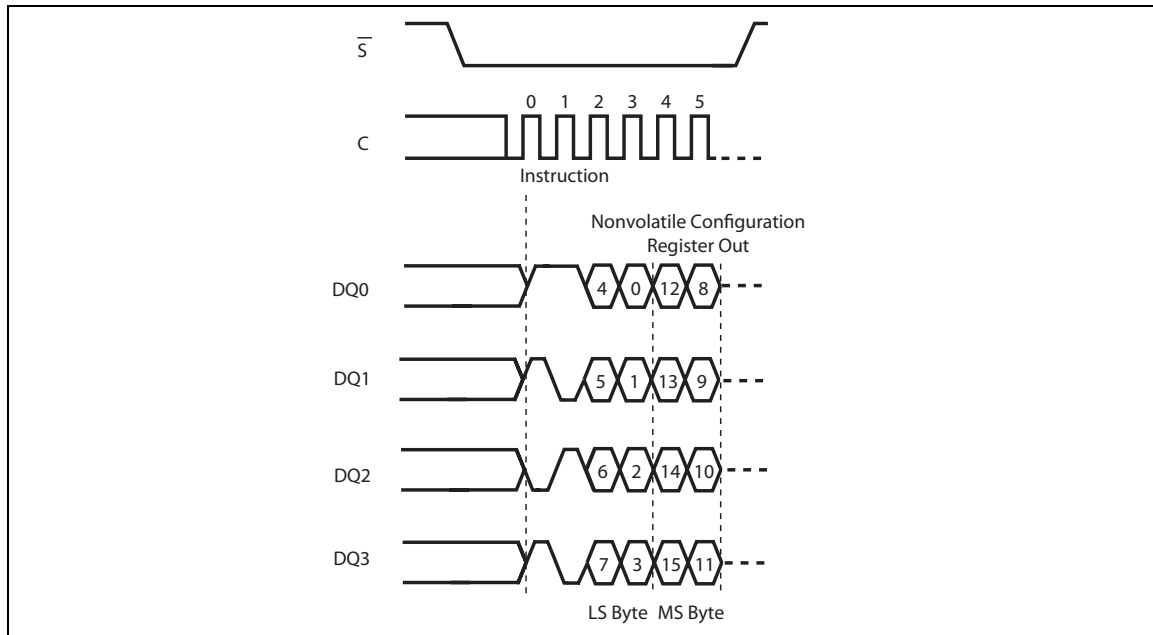 S
0 1 2 3 4 5
C
Instruction
Nonvolatile Configuration
Register Out
DQ0 4 0 12 8
DQ1 5 1 13 9
DQ2 6 2 14 10
DQ3 7 3 15 11
LS Byte MS Byte